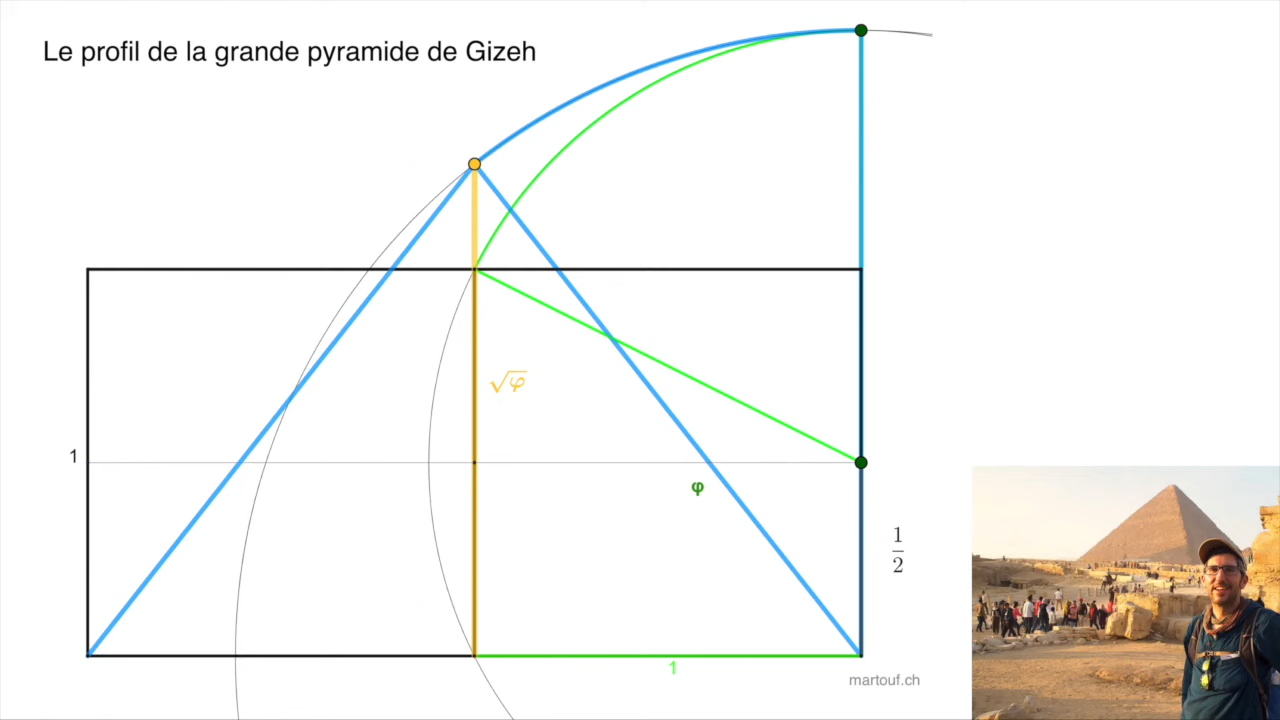 Le profil de la grande pyramide de Gizeh
√φ
1
φ
1/2
1
martouf.ch